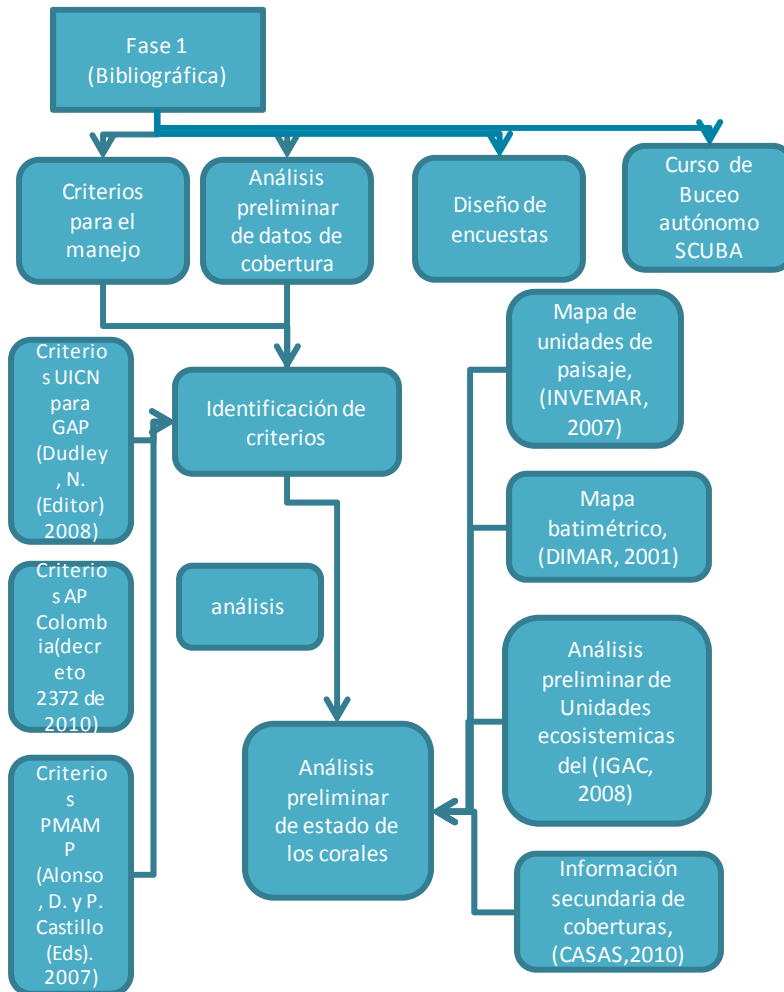 Fase 1
(Bibliográfica)
Criterios
para el
manejo
Análisis
preliminar
de datos de
cobertura
Diseño de
encuestas
Curso de
Buceo
autónomo
SCUBA
Criterio
s UICN
para
GAP
(Dudley
, N.
(Editor)
2008)
Identificación de
criterios
Mapa de
unidades de
paisaje,
(INVEMAR,
2007)
Mapa
batimétrico,
(DIMAR, 2001)
Criterio
s AP
Colomb
ia(decr
eto
2372 de
2010)
análisis
Análisis
preliminar de
Unidades
ecosistemicas
del (IGAC,
2008)
Criterio
s
PMAM
P
(Alonso
, D. y P.
Castillo
(Eds).
2007)
Análisis
preliminar
de estado de
los corales
Información
secundaria de
coberturas,
(CASAS,2010)